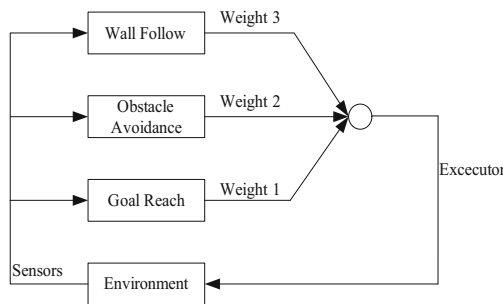 Weight 3
Wall Follow
Weight 2
Obstacle
Avoidance
Weight 1
Goal Reach
Excecutor
Sensors
Environment